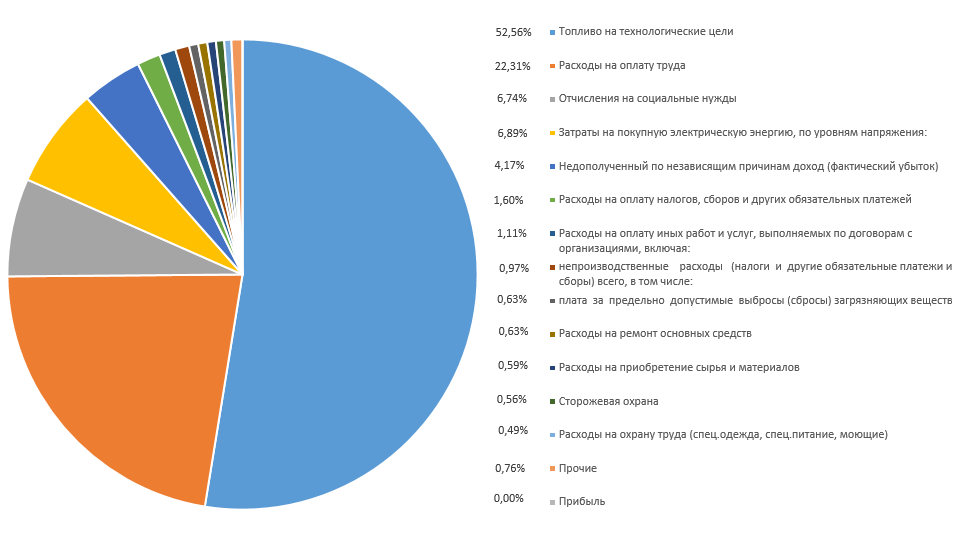 52,56% Топливо на технологические цели
22,31% Расходы на оплату труда
6,74% Отчисления на социальные нужды
6,89% Затраты на покупную электрическую энергию, по уровням напряжения:
4,17% Недополученный по независящим причинам доход (фактический убыток)
1,60% Расходы на оплату налогов, сборов и других обязательных платежей
1,11% Расходы на оплату иных работ и услуг, выполняемых по договорам с
организациями, включая:
0,97% непроизводственные расходы (налоги и другие обязательные платежи и
сборы) всего, в том числе:
0,63% плата за предельно допустимые выбросы (сбросы) загрязняющих веществ
0,63% Расходы на ремонт основных средств
0,59% Расходы на приобретение сырья и материалов
0,56% Сторожевая охрана
0,49% Расходы на охрану труда (спец.одежда, спец.питание, моющие)
0,76% Прочие
0,00% Прибыль